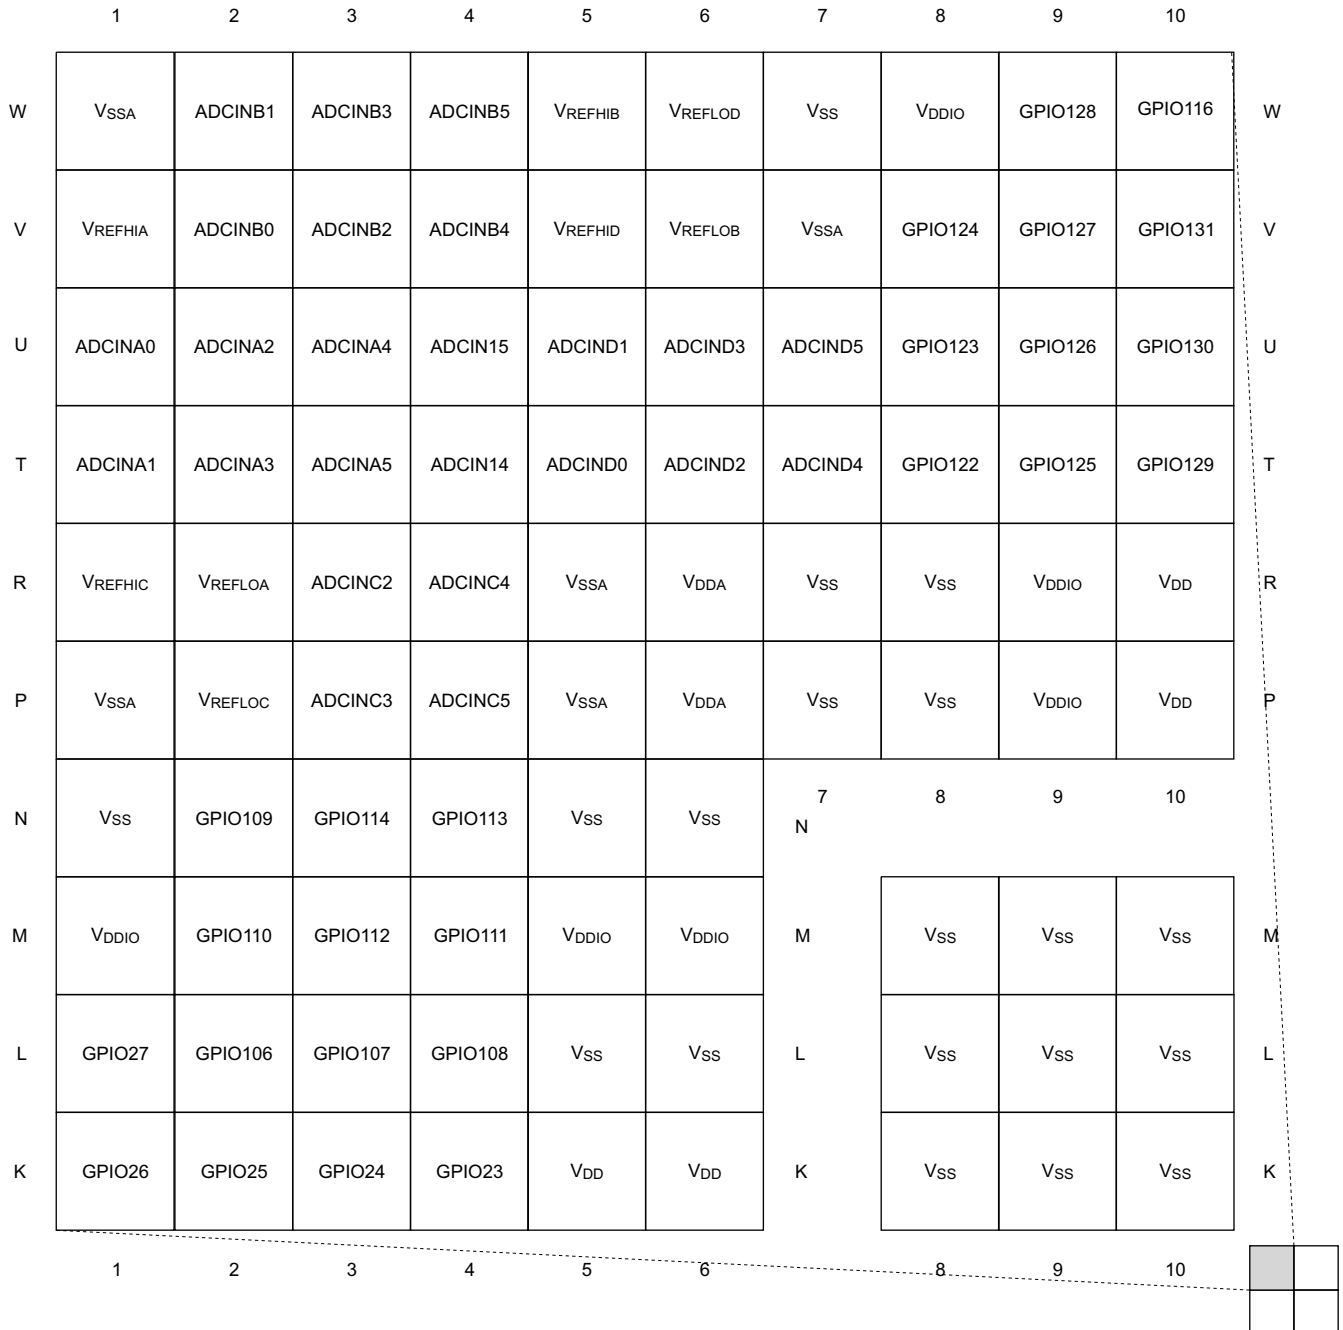 1 2 3 4 5 6 7 8 9 10
W VSSA ADCINB1 ADCINB3 ADCINB5 VREFHIB VREFLOD VSS VDDIO GPIO128 GPIO116 W
V VREFHIA ADCINB0 ADCINB2 ADCINB4 VREFHID VREFLOB VSSA GPIO124 GPIO127 GPIO131 V
U ADCINA0 ADCINA2 ADCINA4 ADCIN15 ADCIND1 ADCIND3 ADCIND5 GPIO123 GPIO126 GPIO130 U
T ADCINA1 ADCINA3 ADCINA5 ADCIN14 ADCIND0 ADCIND2 ADCIND4 GPIO122 GPIO125 GPIO129 T
R VREFHIC VREFLOA ADCINC2 ADCINC4 VSSA VDDA VSS VSS VDDIO VDD R
P VSSA VREFLOC ADCINC3 ADCINC5 VSSA VDDA VSS VSS VDDIO VDD P
7 8 9 10
N VSS GPIO109 GPIO114 GPIO113 VSS VSS N
M VDDIO GPIO110 GPIO112 GPIO111 VDDIO VDDIO M VSS VSS VSS M
L GPIO27 GPIO106 GPIO107 GPIO108 VSS VSS L VSS VSS VSS L
K GPIO26 GPIO25 GPIO24 GPIO23 VDD VDD K VSS VSS VSS K
1 2 3 4 5 6 8 9 10